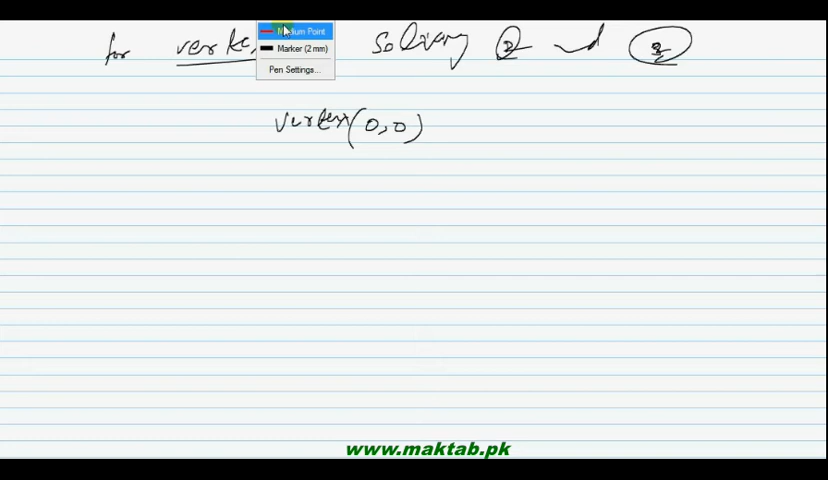 for verte, solving 2 and 3
Medium Point
Marker (2 mm)
Pen Settings...
vertex(0,0)
www.maktab.pk